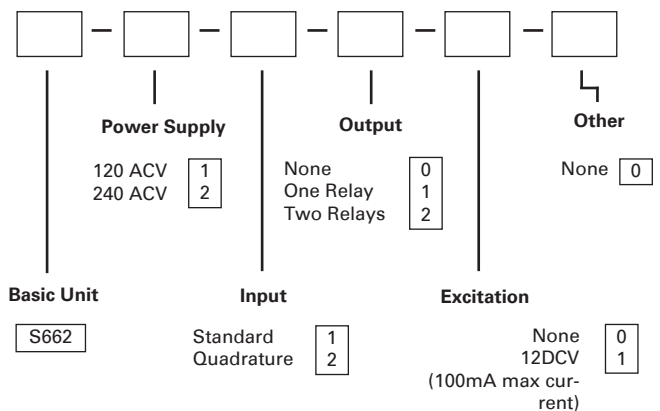 Power Supply
120 ACV 1
240 ACV 2
Output
None 0
One Relay 1
Two Relays 2
Other
None 0
Basic Unit
S662
Input
Standard 1
Quadrature 2
Excitation
None 0
12DCV 1
(100mA max cur-
rent)